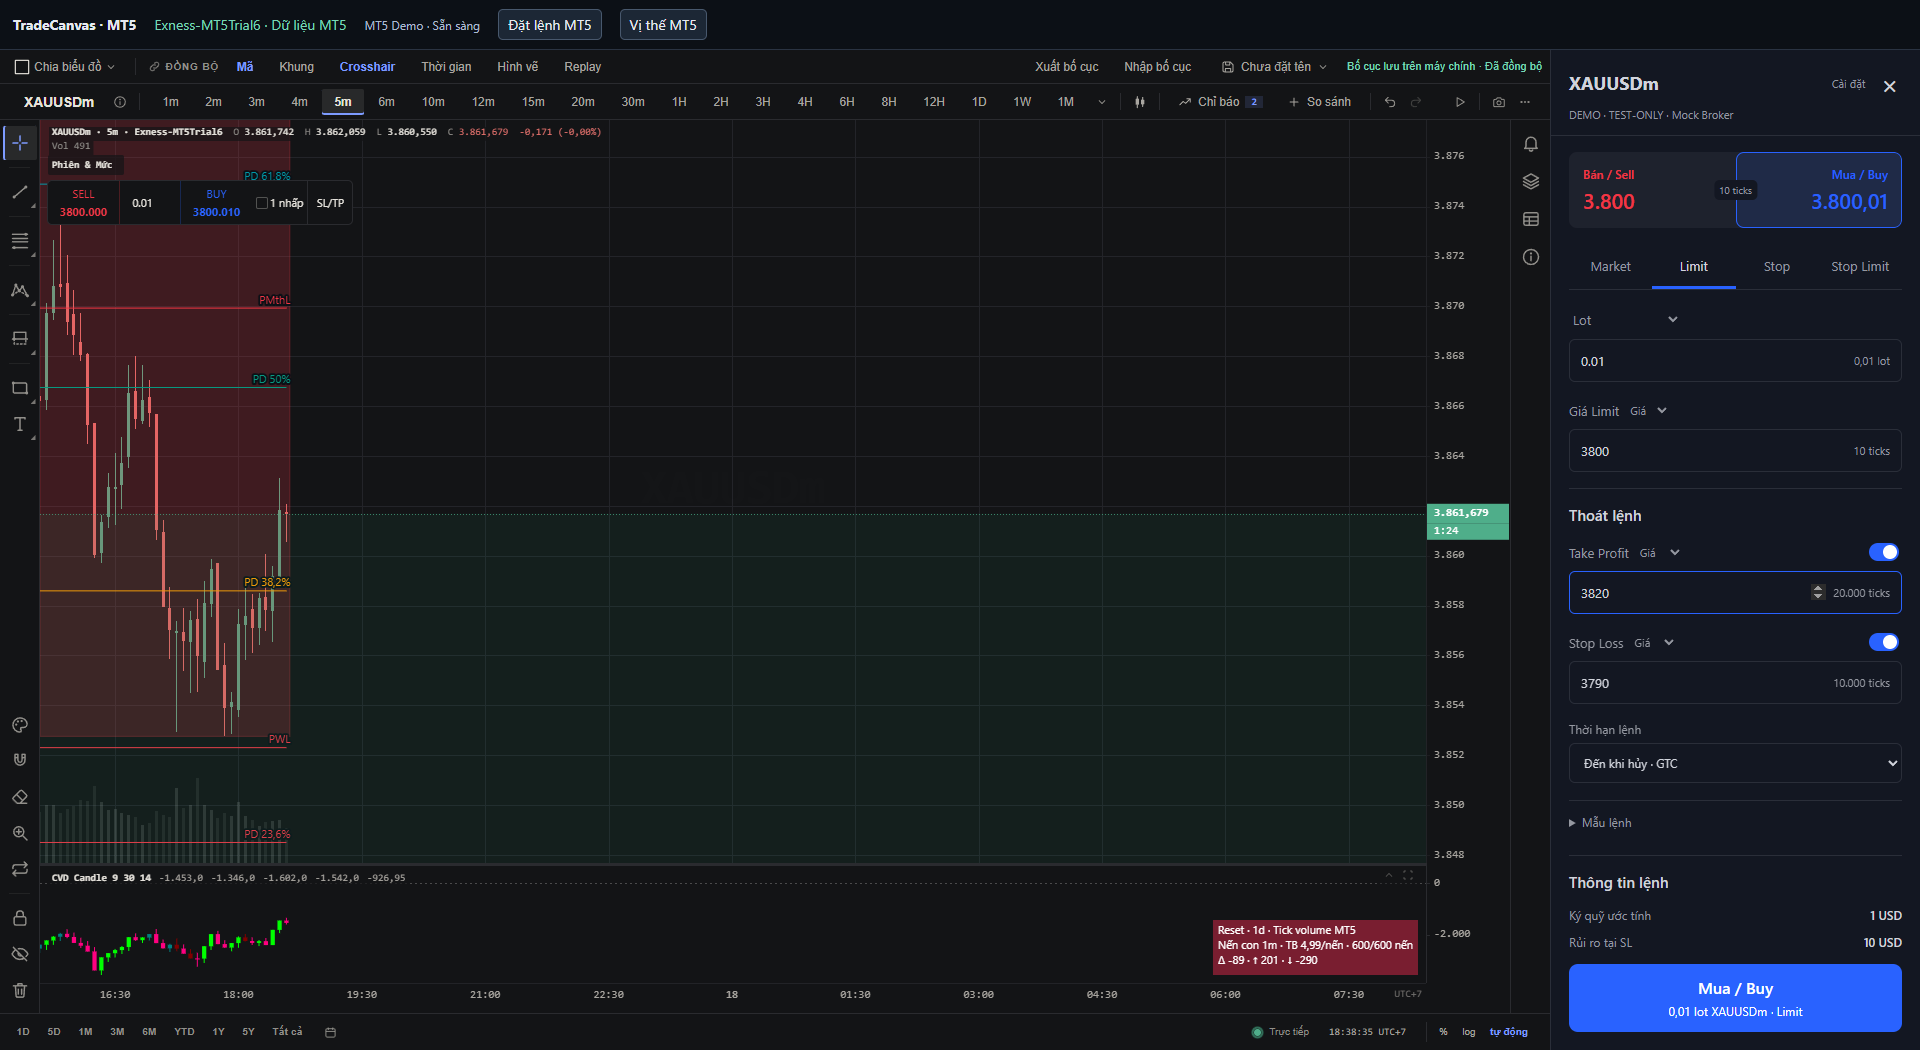 TradeCanvas · MT5
Exness-MT5Trial6 · Dữ liệu MT5
MT5 Demo · Sẵn sàng
Đặt lệnh MT5
Vị thế MT5
Chia biểu đồ
ĐỒNG BỘ
Mã
Khung
Crosshair
Thời gian
Hình vẽ
Replay
Xuất bố cục
Nhập bố cục
Chưa đặt tên
Bố cục lưu trên máy chính · Đã đồng bộ
XAUUSDm
1m 2m 3m 4m 5m 6m 10m 12m 15m 20m 30m 1H 2H 3H 4H 6H 8H 12H 1D 1W 1M
Chỉ báo 2
So sánh
XAUUSDm · 5m · Exness-MT5Trial6 O 3.861,742 H 3.862,059 L 3.860,550 C 3.861,679 -0,171 (-0,00%)
Vol 491
Phiên & Mức
PD 61,8%
SELL
3800.000
0.01
BUY
3800.010
1 nhấp
SL/TP
PMthL
PD 50%
PD 38,2%
PWL
PD 23,6%
3.876
3.874
3.872
3.870
3.868
3.866
3.864
3.861,679
1:24
3.860
3.858
3.856
3.854
3.852
3.850
3.848
CVD Candle 9 30 14 -1.453,0 -1.346,0 -1.602,0 -1.542,0 -926,95
0
-2.000
Reset · 1d · Tick volume MT5
Nến con 1m · TB 4,99/nến · 600/600 nến
Δ -89 · ↑ 201 · ↓ -290
16:30 18:00 19:30 21:00 22:30 18 01:30 03:00 04:30 06:00 07:30 UTC+7
1D 5D 1M 3M 6M YTD 1Y 5Y Tất cả
Trực tiếp
18:38:35 UTC+7
% log tự động
XAUUSDm
Cài đặt
DEMO · TEST-ONLY · Mock Broker
Bán / Sell
3.800
10 ticks
Mua / Buy
3.800,01
Market
Limit
Stop
Stop Limit
Lot
0.01
0,01 lot
Giá Limit Giá
3800
10 ticks
Thoát lệnh
Take Profit Giá
3820
20.000 ticks
Stop Loss Giá
3790
10.000 ticks
Thời hạn lệnh
Đến khi hủy · GTC
Mẫu lệnh
Thông tin lệnh
Ký quỹ ước tính 1 USD
Rủi ro tại SL 10 USD
Mua / Buy
0,01 lot XAUUSDm · Limit